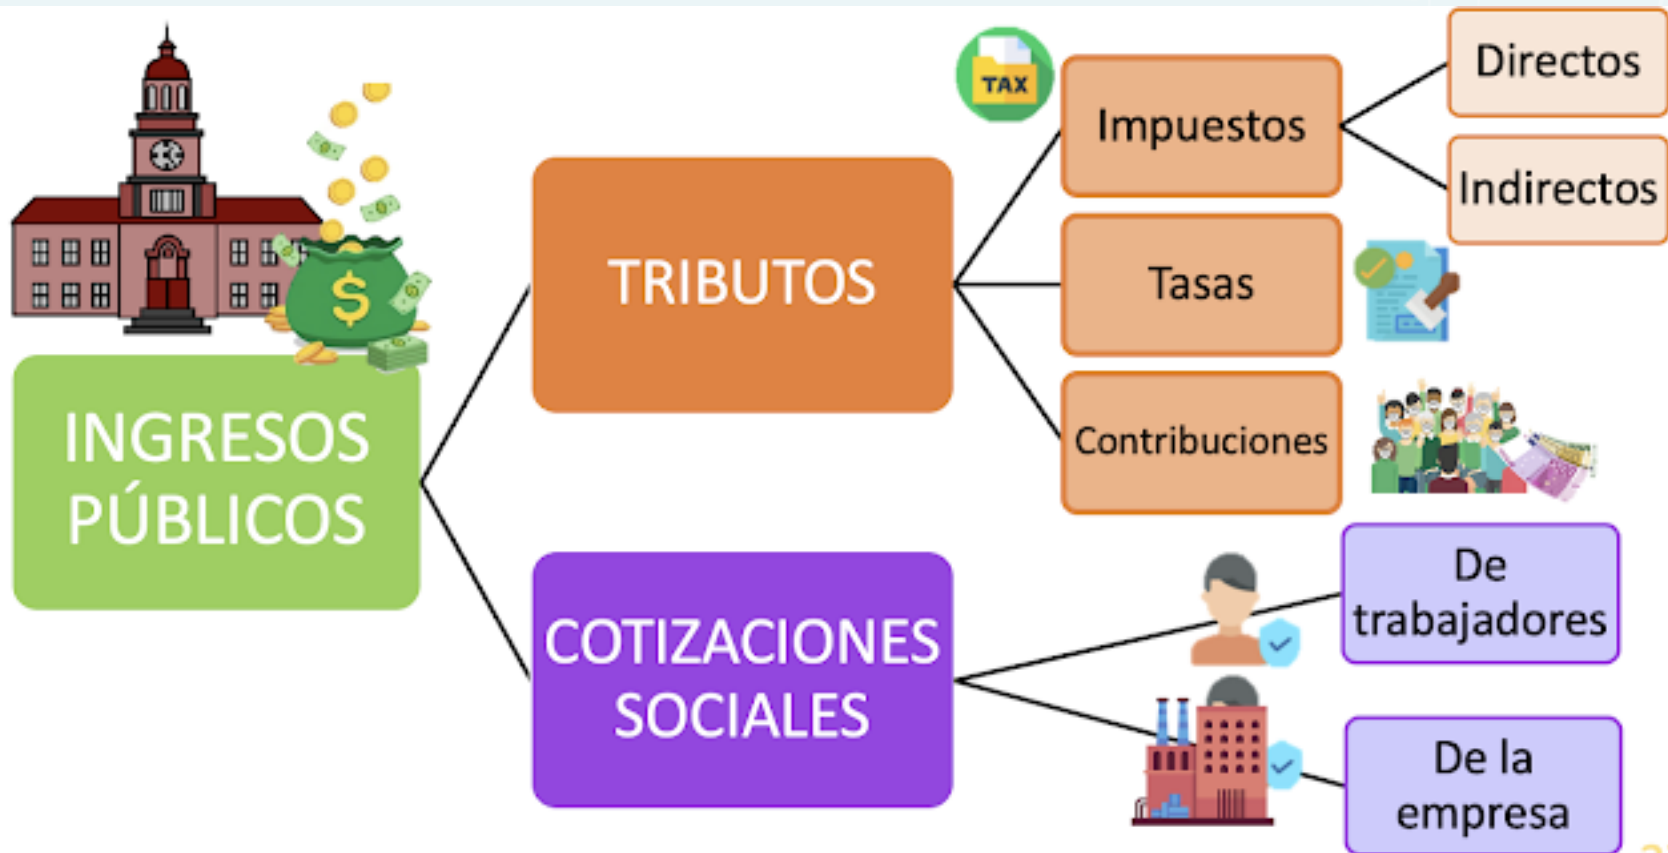 INGRESOS
PÚBLICOS
$
TRIBUTOS
TAX
Impuestos
Directos
Indirectos
Tasas
Contribuciones
COTIZACIONES
SOCIALES
De
trabajadores
De la
empresa